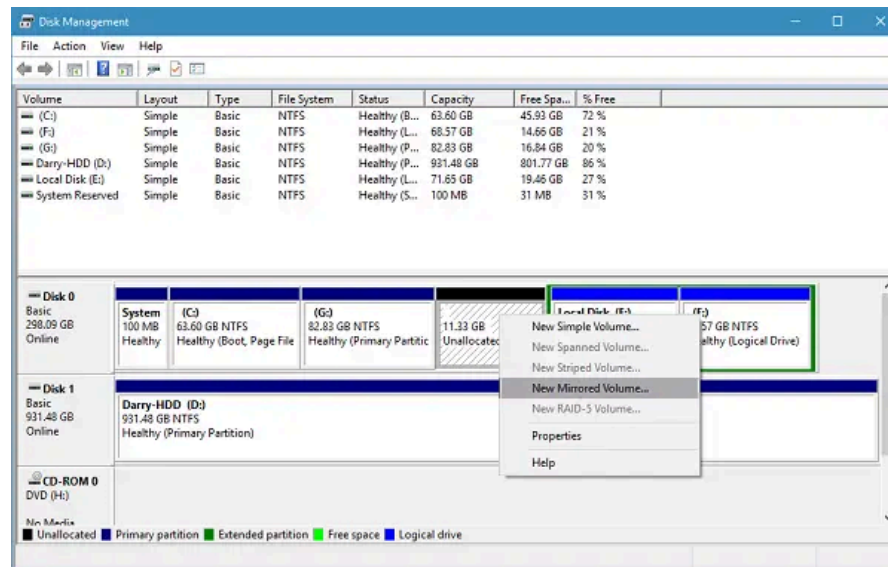 Disk Management
File Action View Help
Volume Layout Type File System Status Capacity Free Spa... % Free
(C:) Simple Basic NTFS Healthy (B... 63.60 GB 45.93 GB 72 %
(F:) Simple Basic NTFS Healthy (L... 68.57 GB 14.66 GB 21 %
(G:) Simple Basic NTFS Healthy (P... 82.83 GB 16.84 GB 20 %
Darry-HDD (D:) Simple Basic NTFS Healthy (P... 931.48 GB 801.77 GB 86 %
Local Disk (E:) Simple Basic NTFS Healthy (L... 71.65 GB 19.46 GB 27 %
System Reserved Simple Basic NTFS Healthy (S... 100 MB 31 MB 31 %
Disk 0
Basic
298.09 GB
Online
System
100 MB
Healthy
(C:)
63.60 GB NTFS
Healthy (Boot, Page File
(G:)
82.83 GB NTFS
Healthy (Primary Partitic
11.33 GB
Unallocated
Local Disk (E:)
(F:)
57 GB NTFS
althy (Logical Drive)
New Simple Volume...
New Spanned Volume...
New Striped Volume...
New Mirrored Volume...
New RAID-5 Volume...
Properties
Help
Disk 1
Basic
931.48 GB
Online
Darry-HDD (D:)
931.48 GB NTFS
Healthy (Primary Partition)
CD-ROM 0
DVD (H:)
No Media
Unallocated Primary partition Extended partition Free space Logical drive